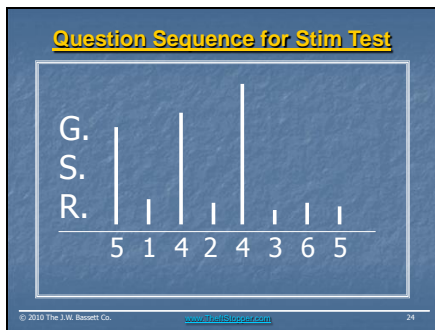 Question Sequence for Stim Test
G.
S.
R.
5 1 4 2 4 3 6 5
© 2010 The J.W. Bassett Co.
www.iTheftStopper.com
24